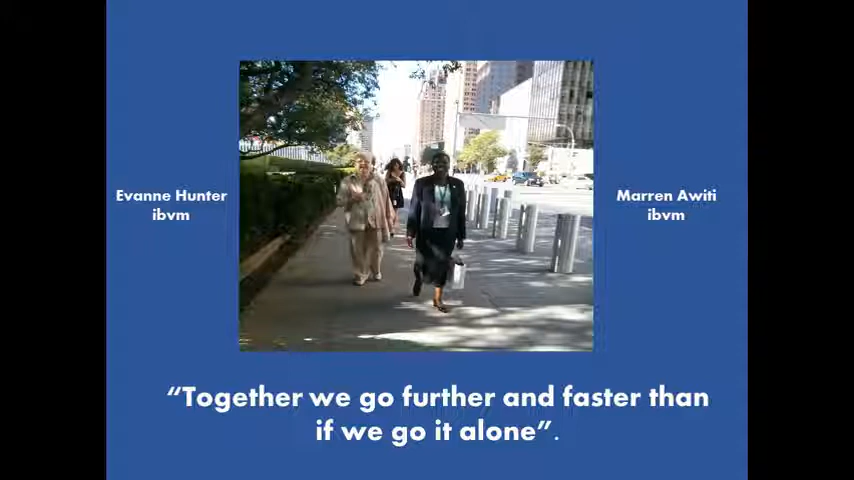 Evanne Hunter
ibvm
Marren Awiti
ibvm
“Together we go further and faster than
if we go it alone”.